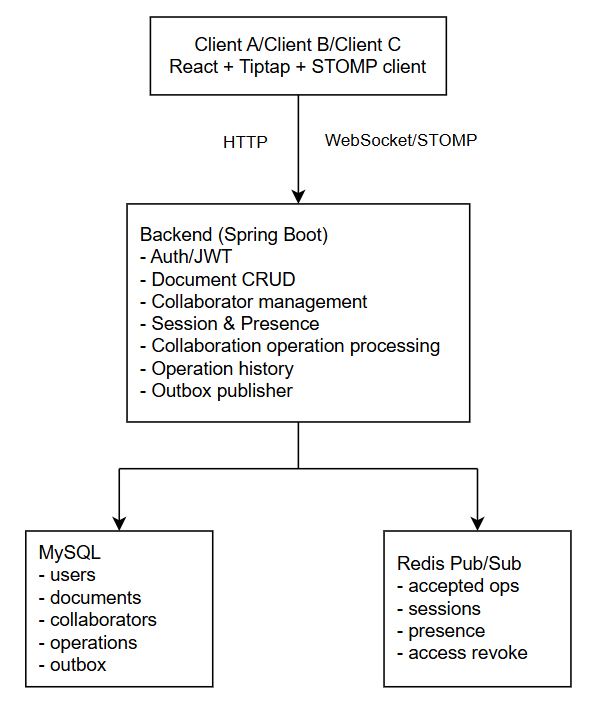 Client A/Client B/Client C
React + Tiptap + STOMP client
HTTP
WebSocket/STOMP
Backend (Spring Boot)
- Auth/JWT
- Document CRUD
- Collaborator management
- Session & Presence
- Collaboration operation processing
- Operation history
- Outbox publisher
MySQL
- users
- documents
- collaborators
- operations
- outbox
Redis Pub/Sub
- accepted ops
- sessions
- presence
- access revoke